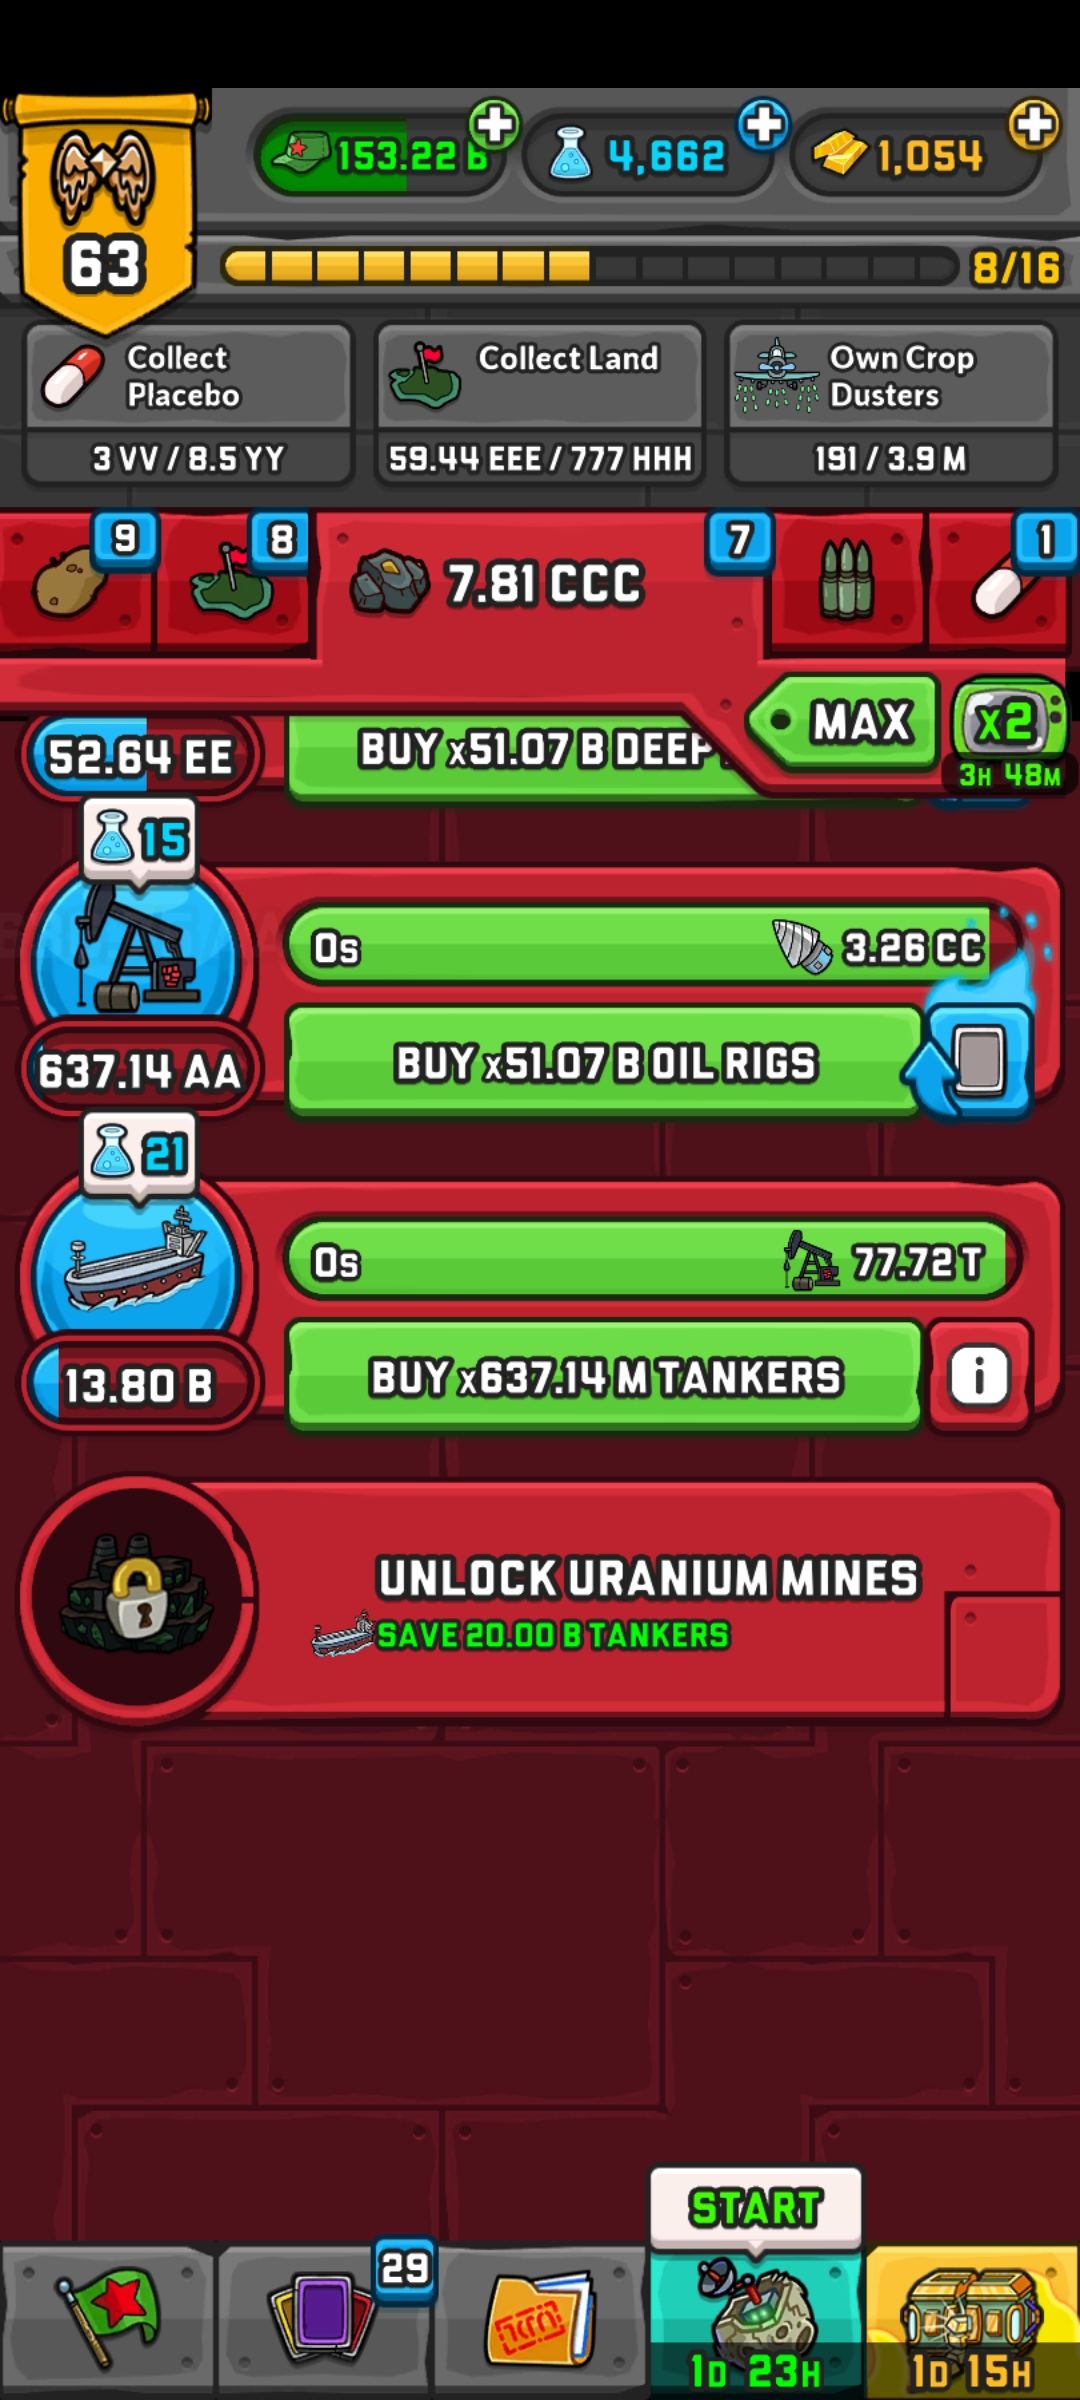 153.22 B
4,662
1,054
63
8/16
Collect
Placebo
3 VV / 8.5 YY
Collect Land
59.44 EEE / 777 HHH
Own Crop
Dusters
191 / 3.9 M
9
8
7.81 CCC
7
1
MAX
x2
3H 48M
52.64 EE
BUY x51.07 B DEEP
15
0s
3.26 CC
637.14 AA
BUY x51.07 B OIL RIGS
21
0s
77.72 T
13.80 B
BUY x637.14 M TANKERS
i
UNLOCK URANIUM MINES
SAVE 20.00 B TANKERS
START
29
1D 23H
1D 15H